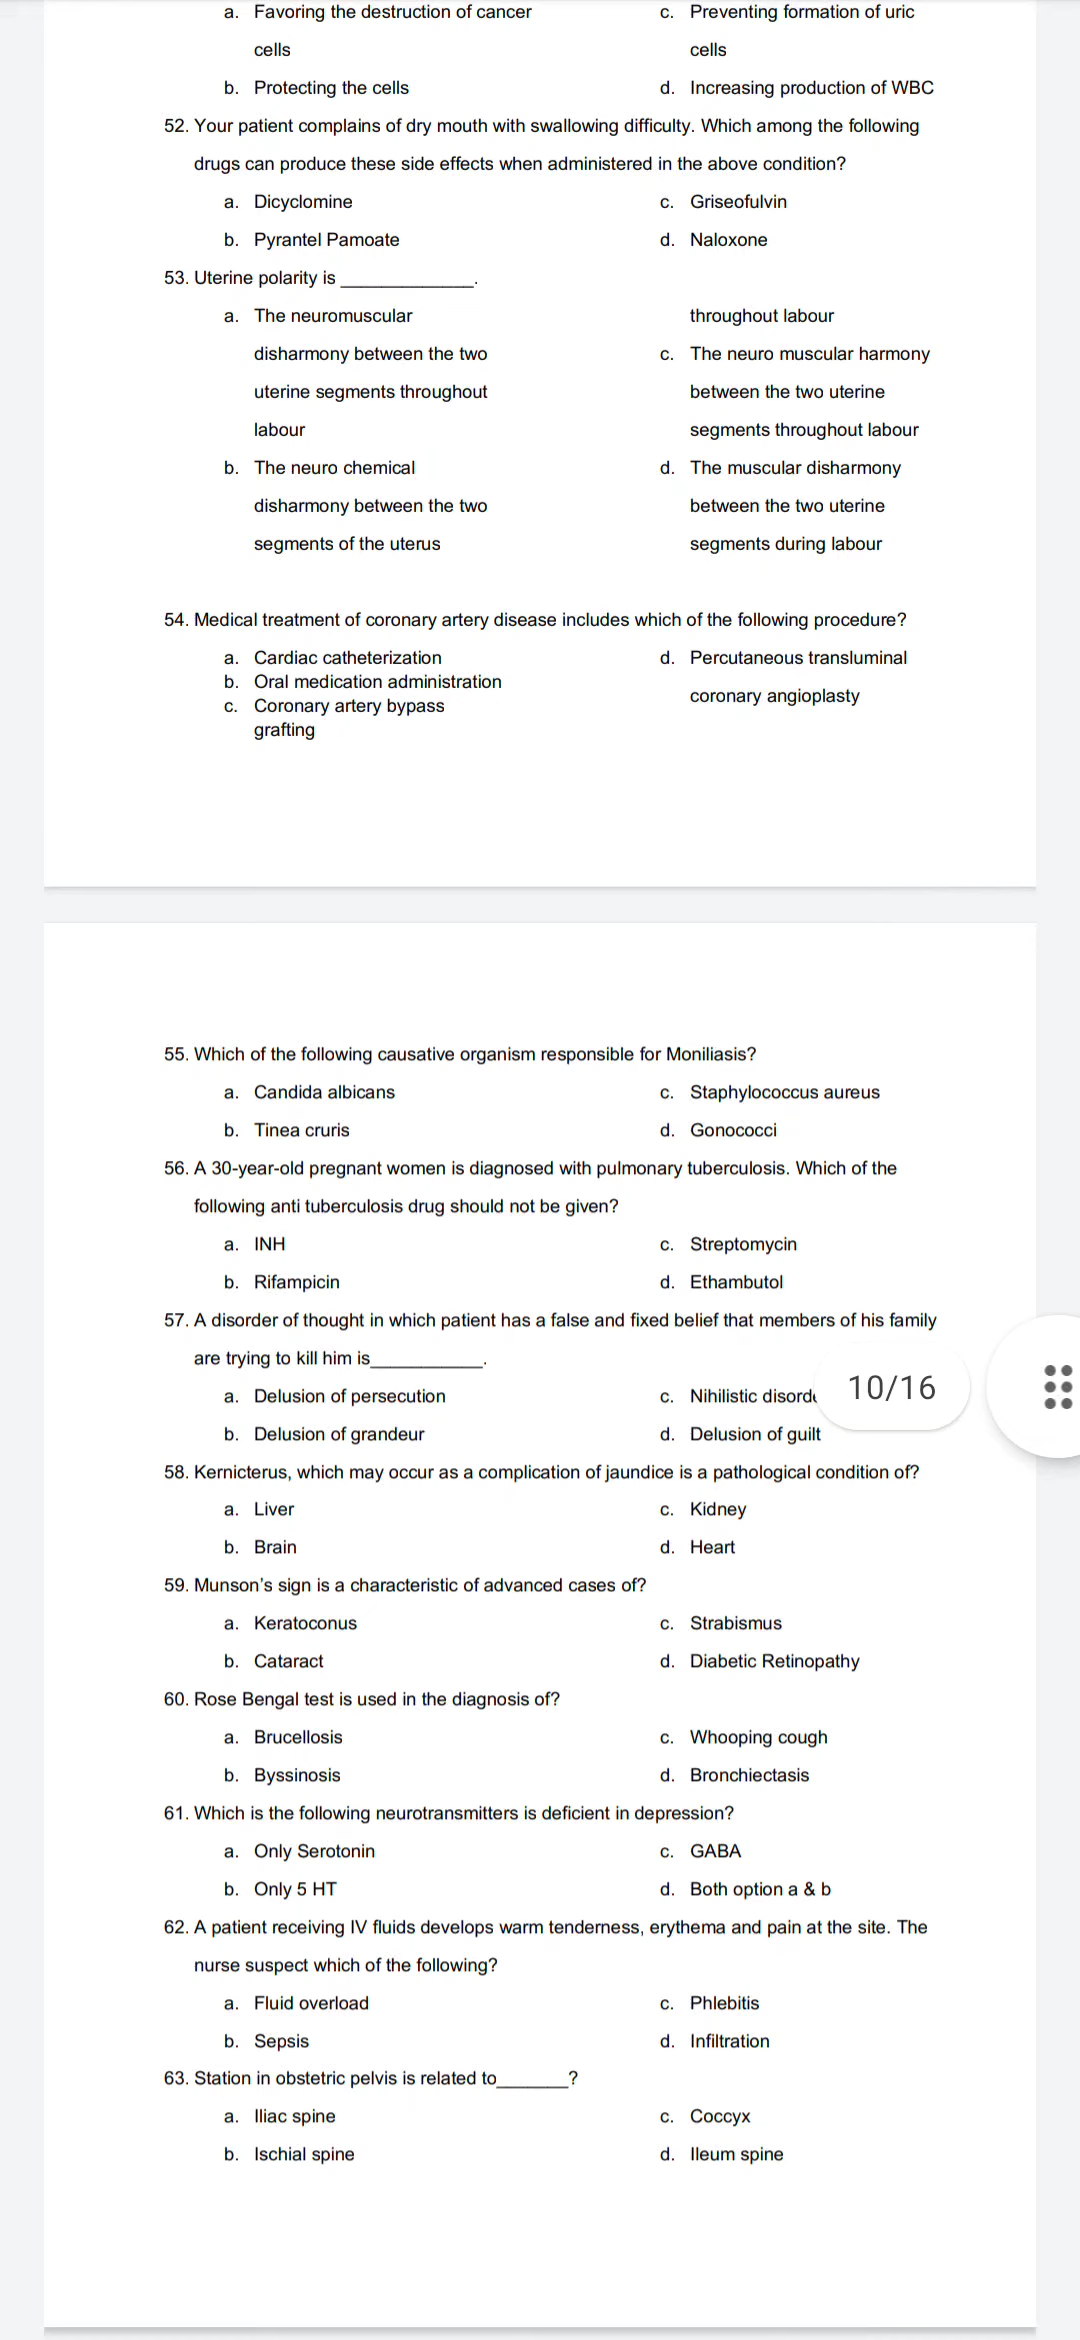 a. Favoring the destruction of cancer
cells
b. Protecting the cells
c. Preventing formation of uric
cells
d. Increasing production of WBC
52. Your patient complains of dry mouth with swallowing difficulty. Which among the following
drugs can produce these side effects when administered in the above condition?
a. Dicyclomine
b. Pyrantel Pamoate
c. Griseofulvin
d. Naloxone
53. Uterine polarity is _____________.
a. The neuromuscular
disharmony between the two
uterine segments throughout
labour
b. The neuro chemical
disharmony between the two
segments of the uterus
throughout labour
c. The neuro muscular harmony
between the two uterine
segments throughout labour
d. The muscular disharmony
between the two uterine
segments during labour
54. Medical treatment of coronary artery disease includes which of the following procedure?
a. Cardiac catheterization
b. Oral medication administration
c. Coronary artery bypass
grafting
d. Percutaneous transluminal
coronary angioplasty
55. Which of the following causative organism responsible for Moniliasis?
a. Candida albicans
b. Tinea cruris
c. Staphylococcus aureus
d. Gonococci
56. A 30-year-old pregnant women is diagnosed with pulmonary tuberculosis. Which of the
following anti tuberculosis drug should not be given?
a. INH
b. Rifampicin
c. Streptomycin
d. Ethambutol
57. A disorder of thought in which patient has a false and fixed belief that members of his family
are trying to kill him is___________.
a. Delusion of persecution
b. Delusion of grandeur
c. Nihilistic
d. Delusion of guilt
10/16
58. Kernicterus, which may occur as a complication of jaundice is a pathological condition of?
a. Liver
b. Brain
c. Kidney
d. Heart
59. Munson's sign is a characteristic of advanced cases of?
a. Keratoconus
b. Cataract
c. Strabismus
d. Diabetic Retinopathy
60. Rose Bengal test is used in the diagnosis of?
a. Brucellosis
b. Byssinosis
c. Whooping cough
d. Bronchiectasis
61. Which is the following neurotransmitters is deficient in depression?
a. Only Serotonin
b. Only 5 HT
c. GABA
d. Both option a & b
62. A patient receiving IV fluids develops warm tenderness, erythema and pain at the site. The
nurse suspect which of the following?
a. Fluid overload
b. Sepsis
c. Phlebitis
d. Infiltration
63. Station in obstetric pelvis is related to_______?
a. Iliac spine
b. Ischial spine
c. Coccyx
d. Ileum spine